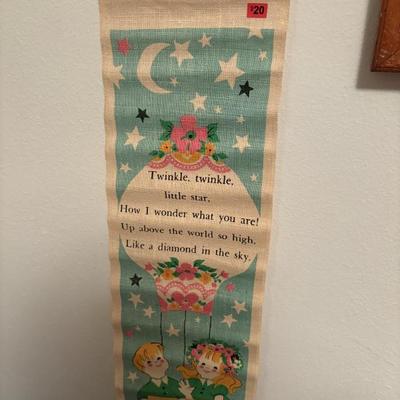 $20
Twinkle, twinkle,
little star,
How I wonder what you are!
Up above the world so high,
Like a diamond in the sky.